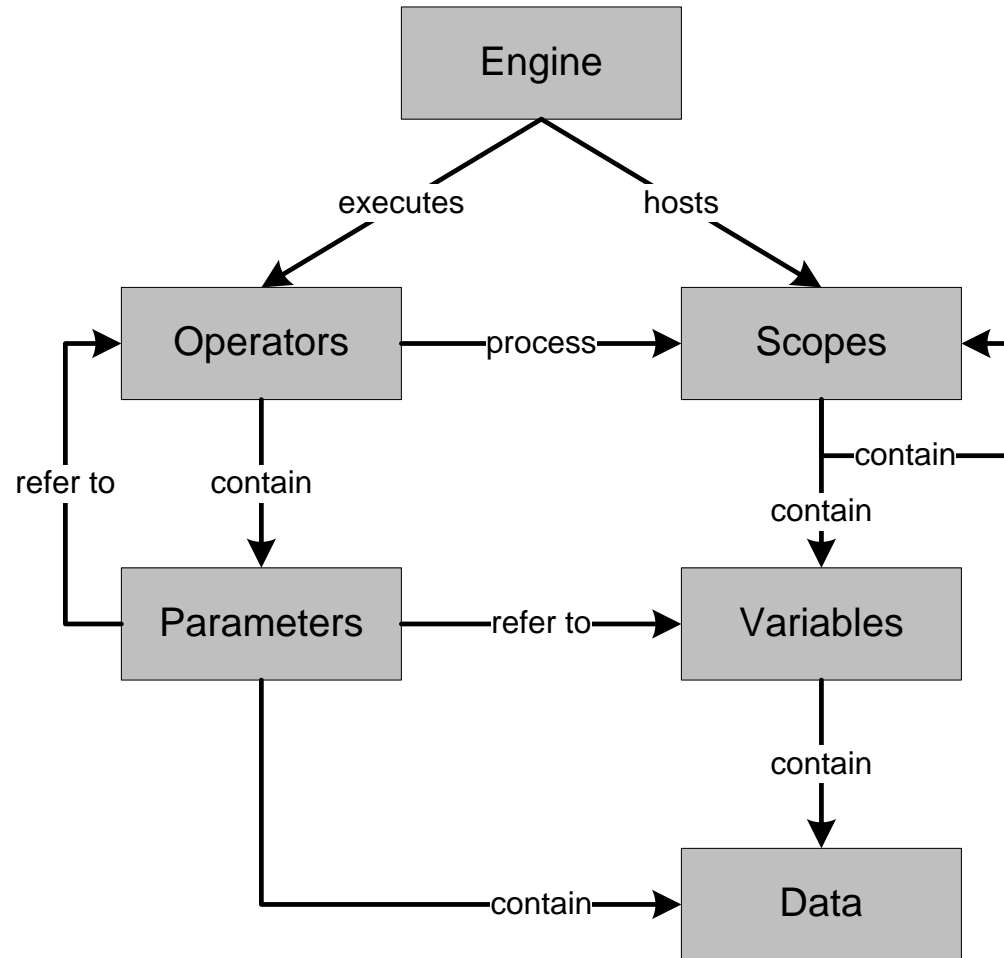 Engine
executes
hosts
Operators
process
Scopes
refer to
contain
contain
contain
Parameters
refer to
Variables
contain
contain
Data